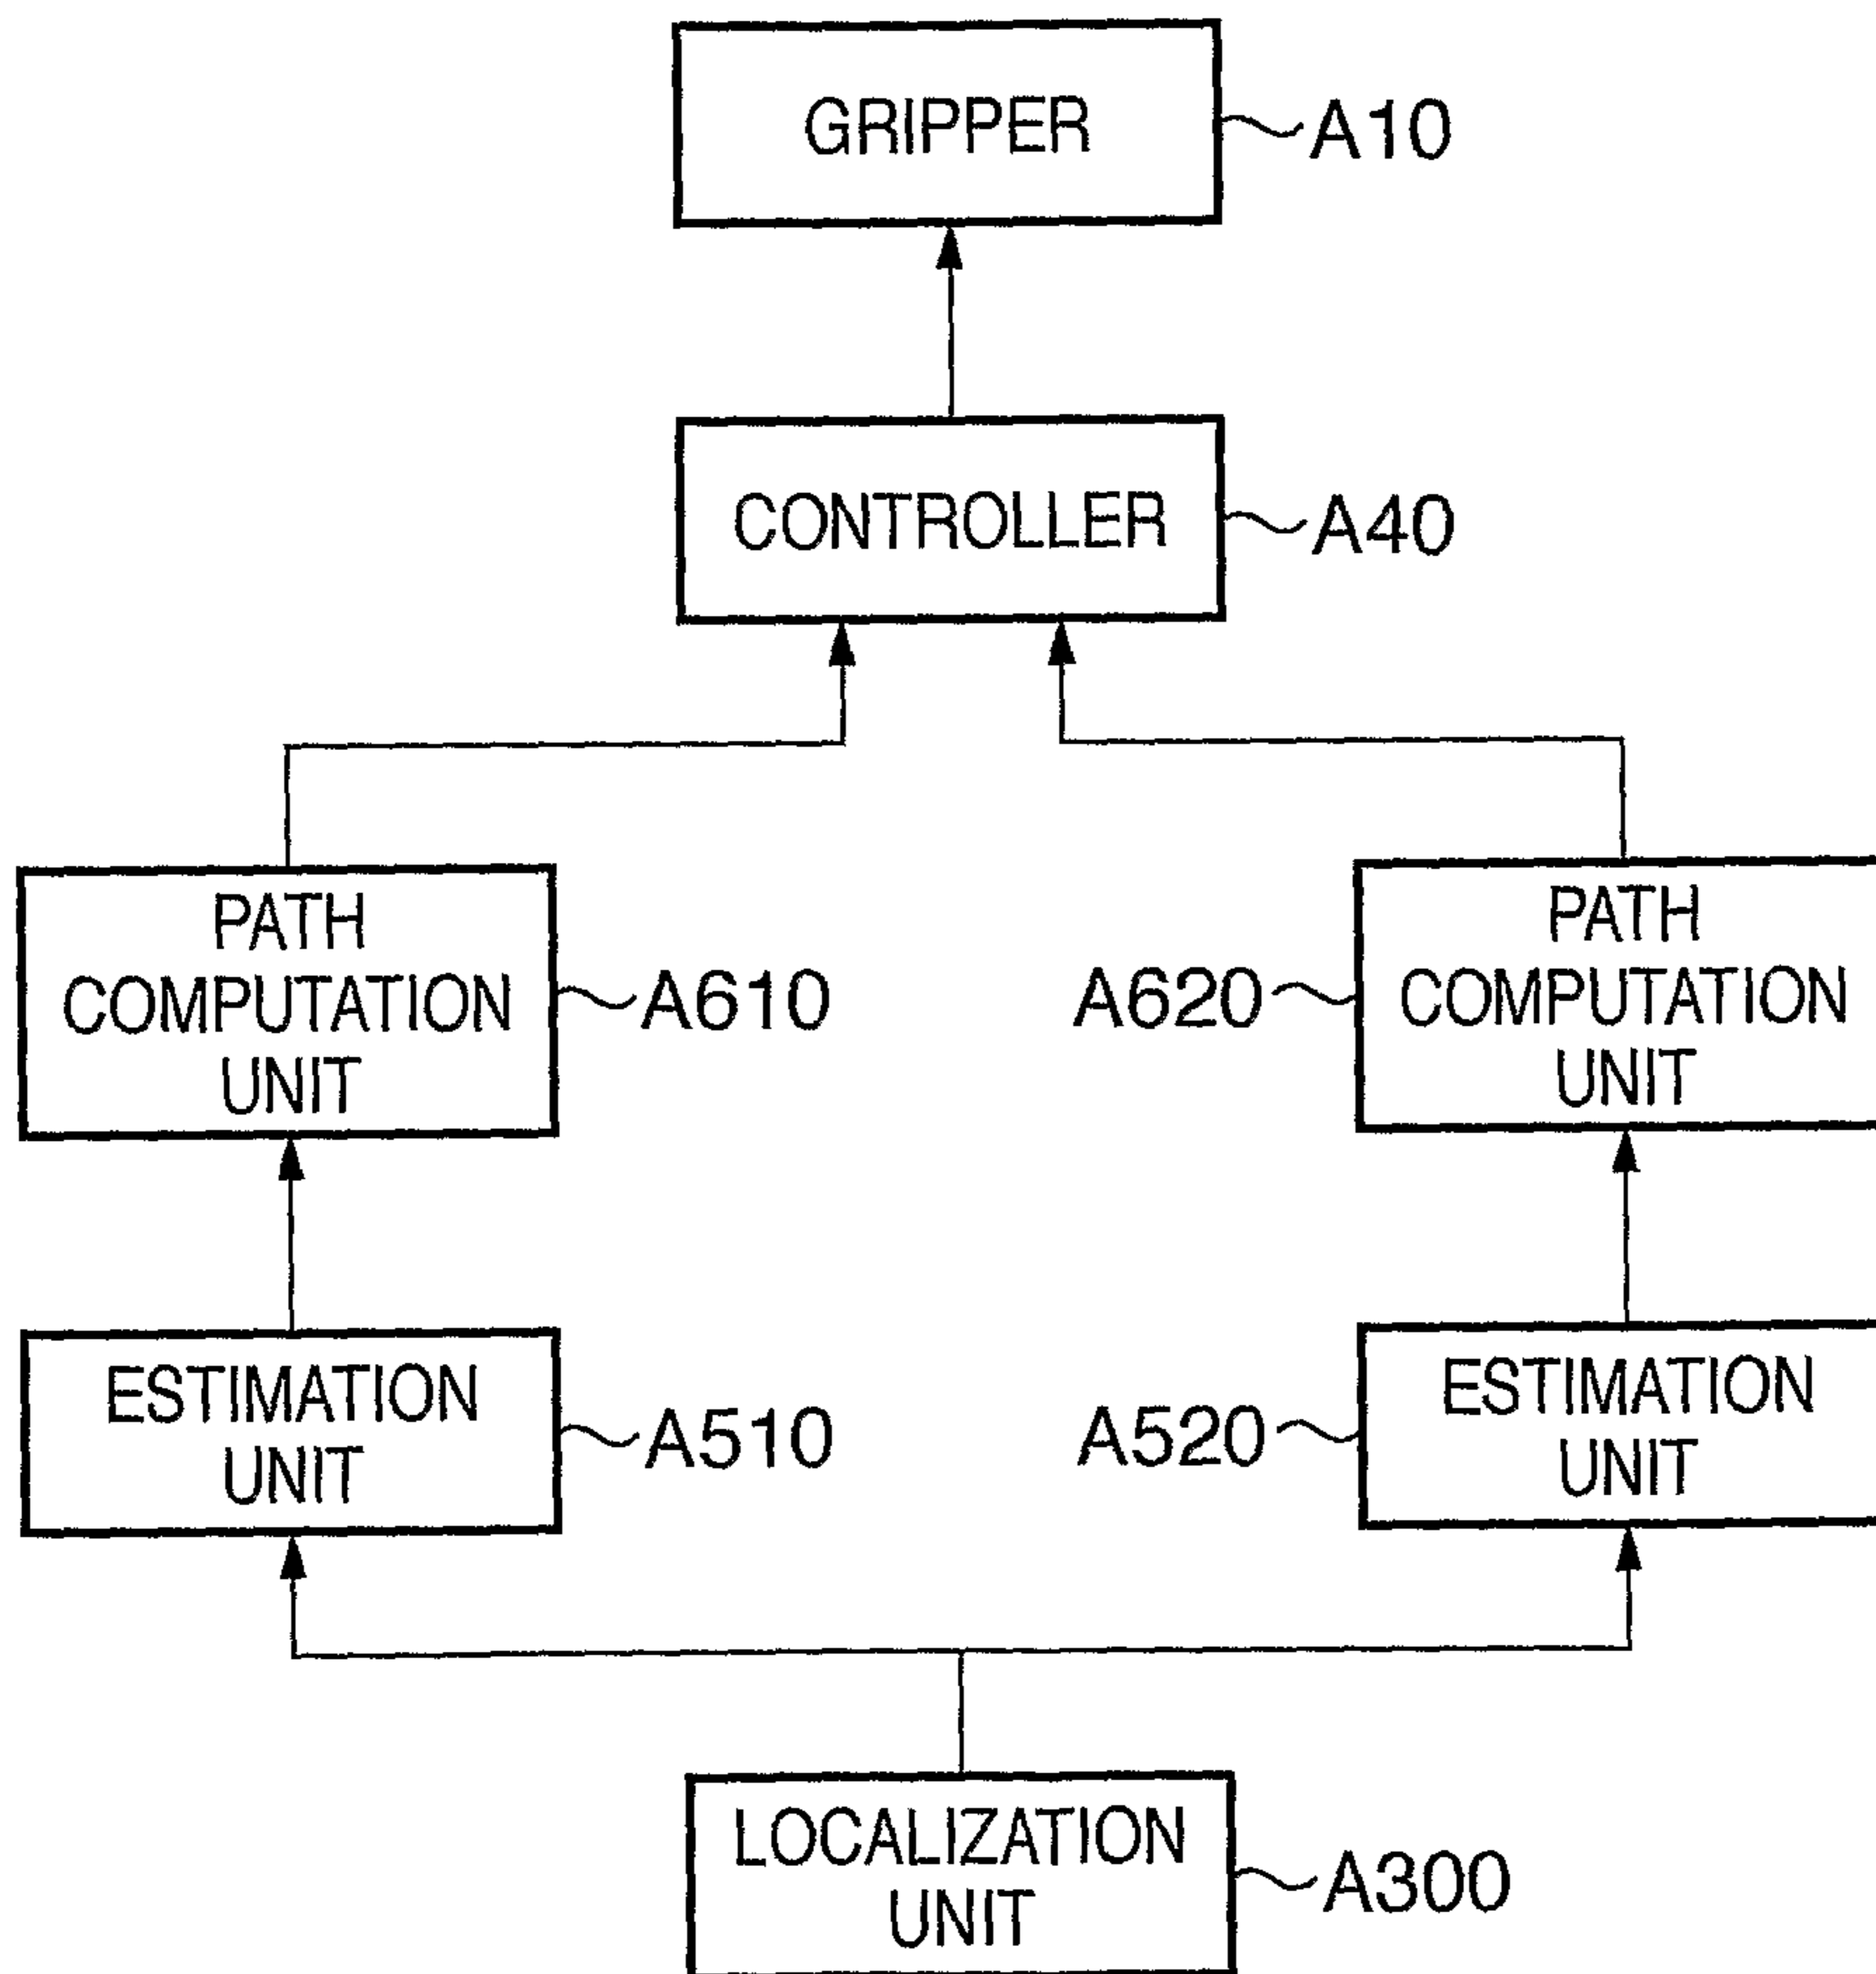 GRIPPER
A10
CONTROLLER
A40
PATH
COMPUTATION
UNIT
A610
A620
PATH
COMPUTATION
UNIT
ESTIMATION
UNIT
A510
A520
ESTIMATION
UNIT
LOCALIZATION
UNIT
A300